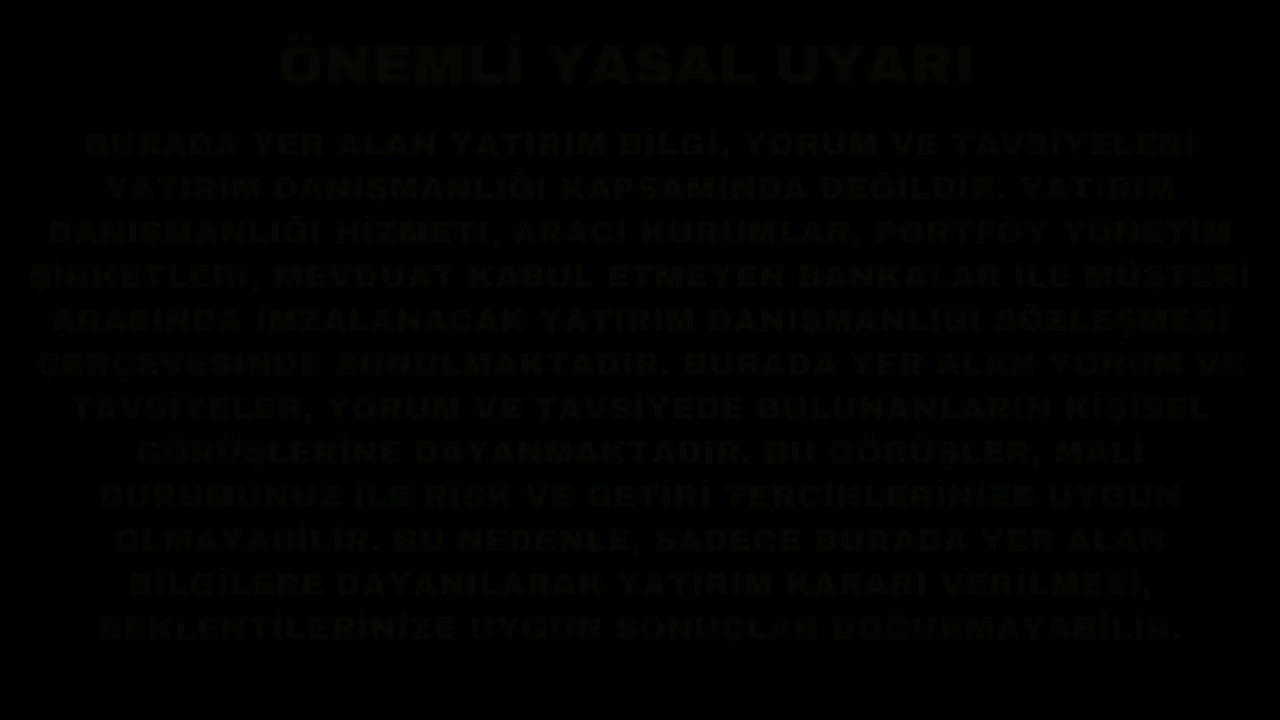 ÖNEMLİ YASAL UYARI
BURADA YER ALAN YATIRIM BİLGİ, YORUM VE TAVSİYELERİ
YATIRIM DANIŞMANLIĞI KAPSAMINDA DEĞİLDİR. YATIRIM
DANIŞMANLIĞI HİZMETİ, ARACI KURUMLAR, PORTFÖY YÖNETİM
ŞİRKETLERİ, MEVDUAT KABUL ETMEYEN BANKALAR İLE MÜŞTERİ
ARASINDA İMZALANACAK YATIRIM DANIŞMANLIĞI SÖZLEŞMESİ
ÇERÇEVESİNDE SUNULMAKTADIR. BURADA YER ALAN YORUM VE
TAVSİYELER, YORUM VE TAVSİYEDE BULUNANLARIN KİŞİSEL
GÖRÜŞLERİNE DAYANMAKTADIR. BU GÖRÜŞLER, MALİ
DURUMUNUZ İLE RİSK VE GETİRİ TERCİHLERİNİZE UYGUN
OLMAYABİLİR. BU NEDENLE, SADECE BURADA YER ALAN
BİLGİLERE DAYANILARAK YATIRIM KARARI VERİLMESİ,
BEKLENTİLERİNİZE UYGUN SONUÇLAR DOĞURMAYABİLİR.